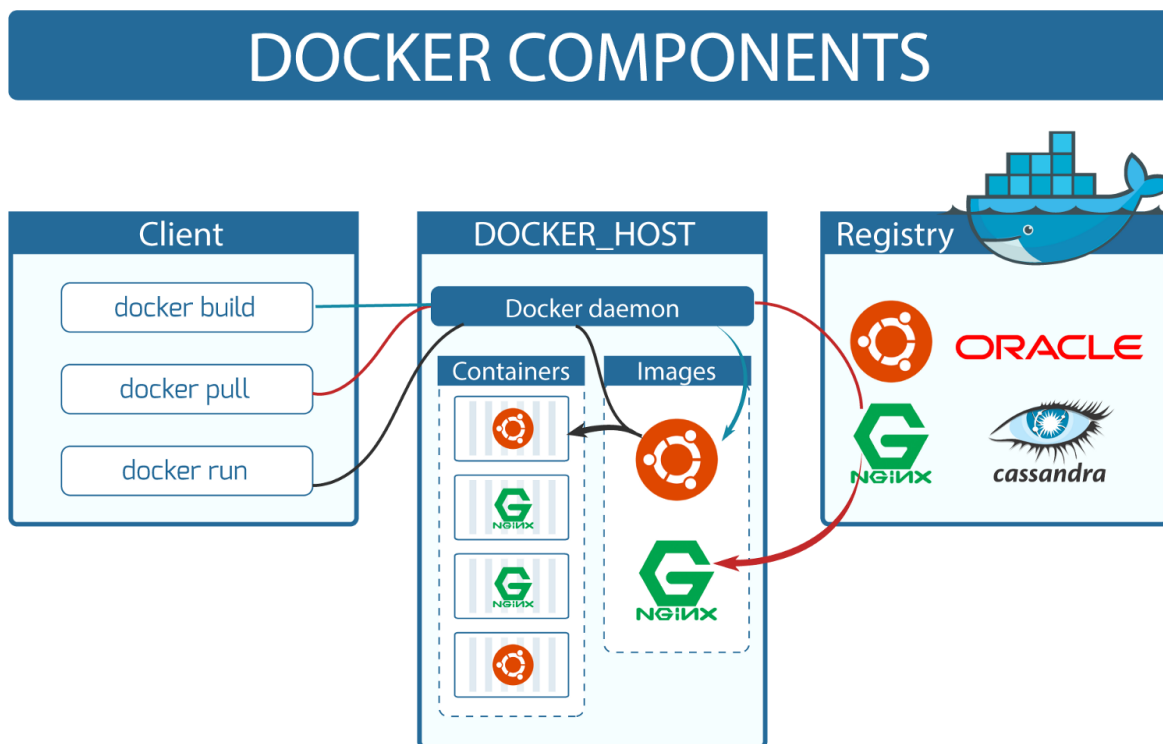 DOCKER COMPONENTS
Client
docker build
docker pull
docker run
DOCKER_HOST
Docker daemon
Containers
NGiNX
NGiNX
Images
NGiNX
Registry
ORACLE
NGiNX
cassandra